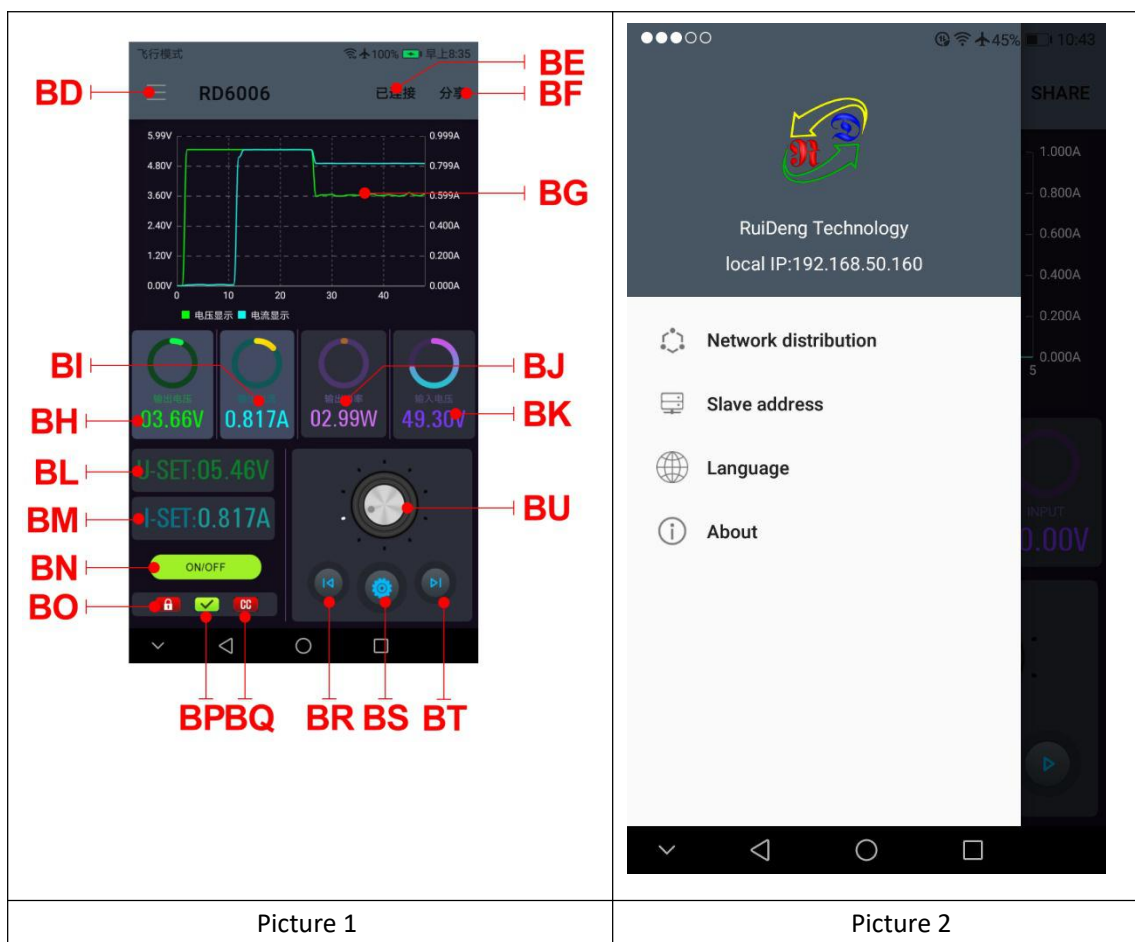 飞行模式 100% 早上8:35
BE
BD RD6006 已连接 分享 BF
5.99V 0.999A
4.80V 0.799A
3.60V 0.599A BG
2.40V 0.400A
1.20V 0.200A
0.00V 0.000A
0 10 20 30 40
电压显示 电流显示
BI BJ
输出电压 输入电压
BH 03.66V 0.817A 02.99W 49.30V BK
BL U-SET:05.46V
BM I-SET:0.817A BU
BN ON/OFF
BO CC
BP BQ BR BS BT
Picture 1
45% 10:43
SHARE
RuiDeng Technology
local IP:192.168.50.160
Network distribution
Slave address
Language
About
1.000A
0.800A
0.600A
0.400A
0.200A
0.000A
5
INPUT
0.00V
Picture 2